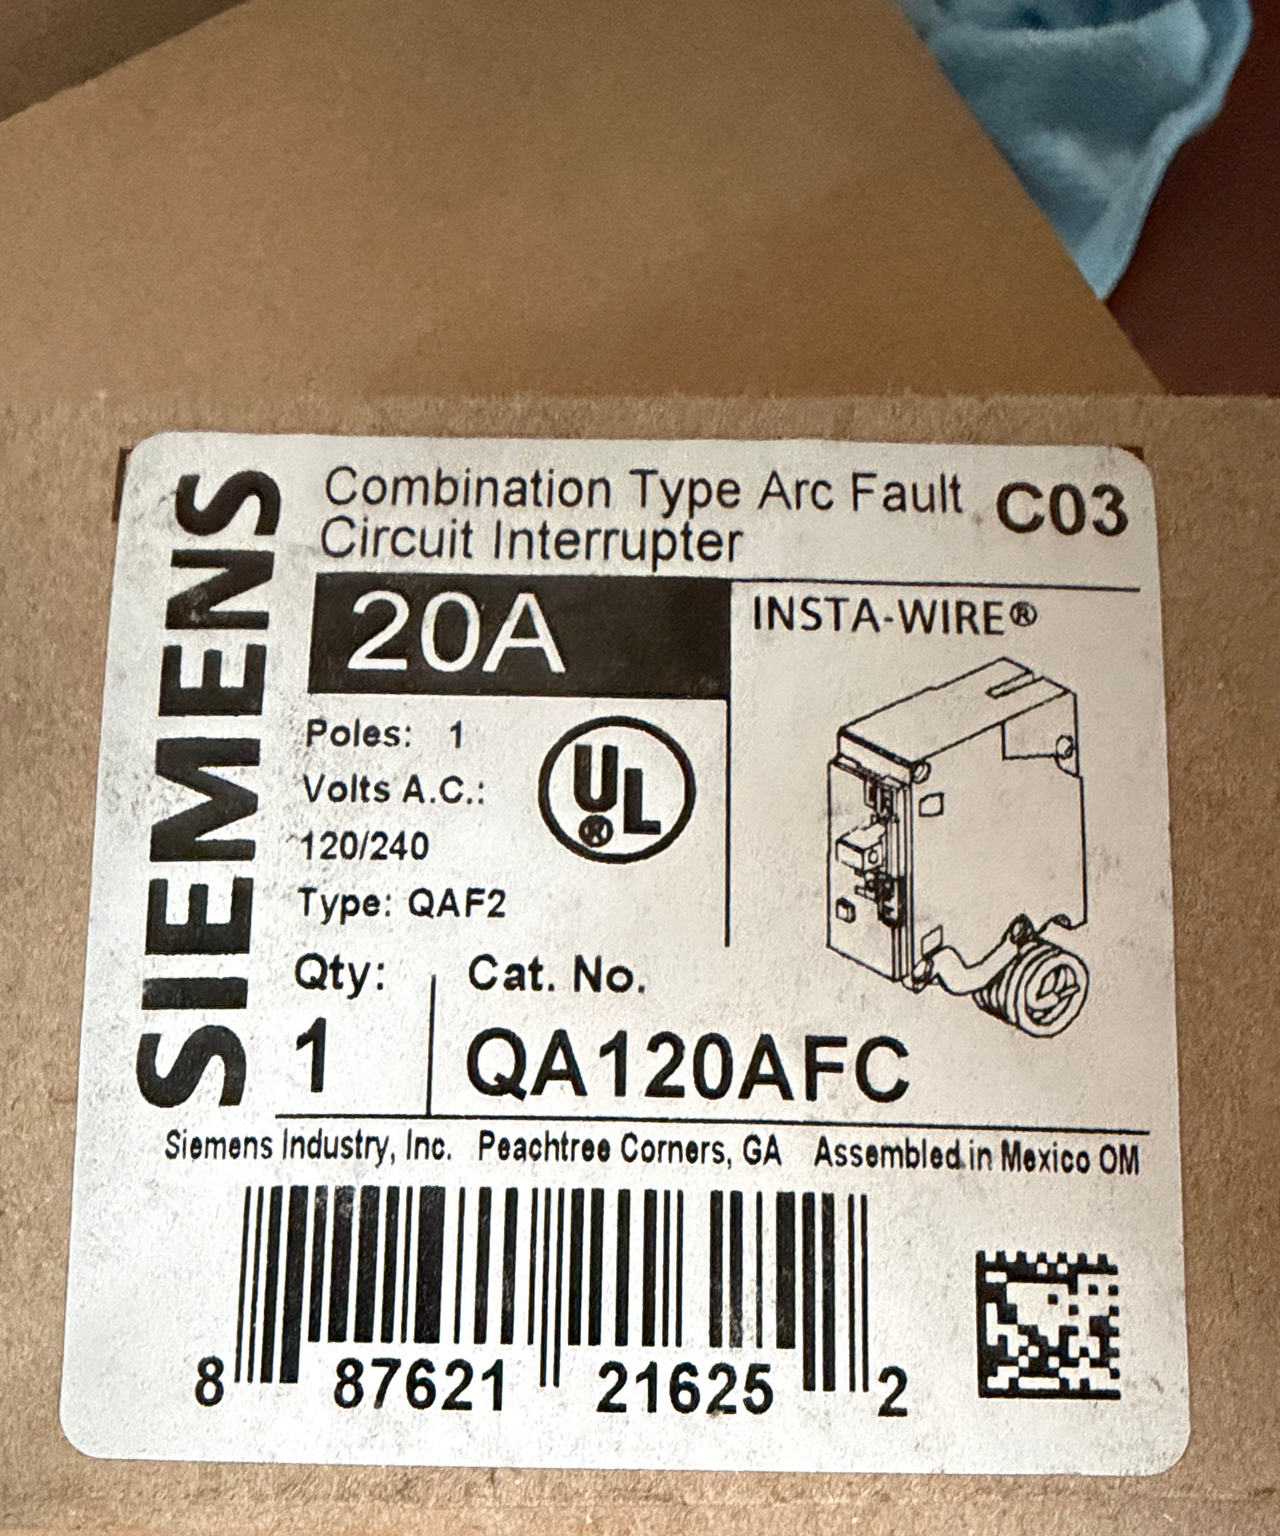 SIEMENS
Combination Type Arc Fault
Circuit Interrupter
C03
20A
INSTA-WIRE®
Poles: 1
Volts A.C.:
120/240
Type: QAF2
UL
®
Qty:
1
Cat. No.
QA120AFC
Siemens Industry, Inc. Peachtree Corners, GA Assembled in Mexico OM
8 87621 21625 2